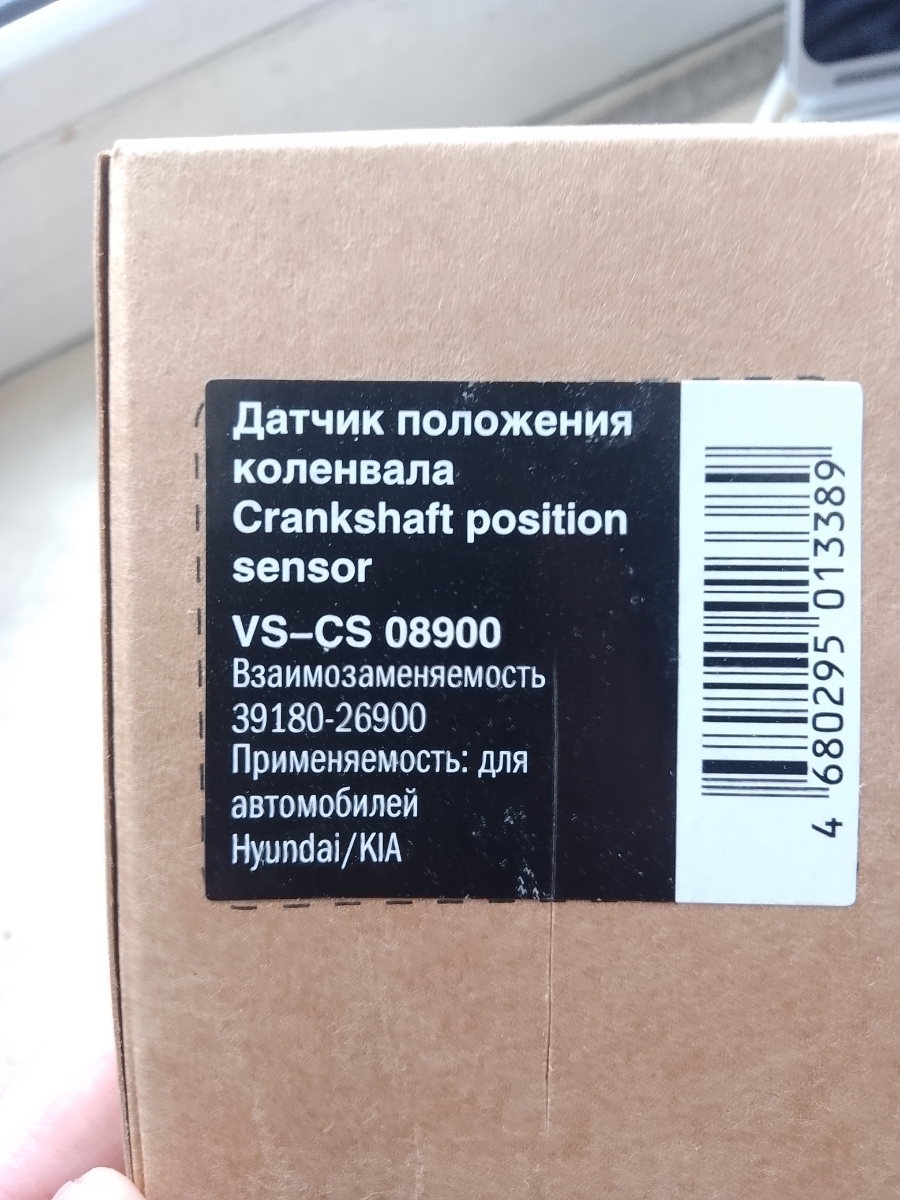 Датчик положения
коленвала
Crankshaft position
sensor
VS–CS 08900
Взаимозаменяемость
39180-26900
Применяемость: для
автомобилей
Hyundai/KIA
4 680295 013389